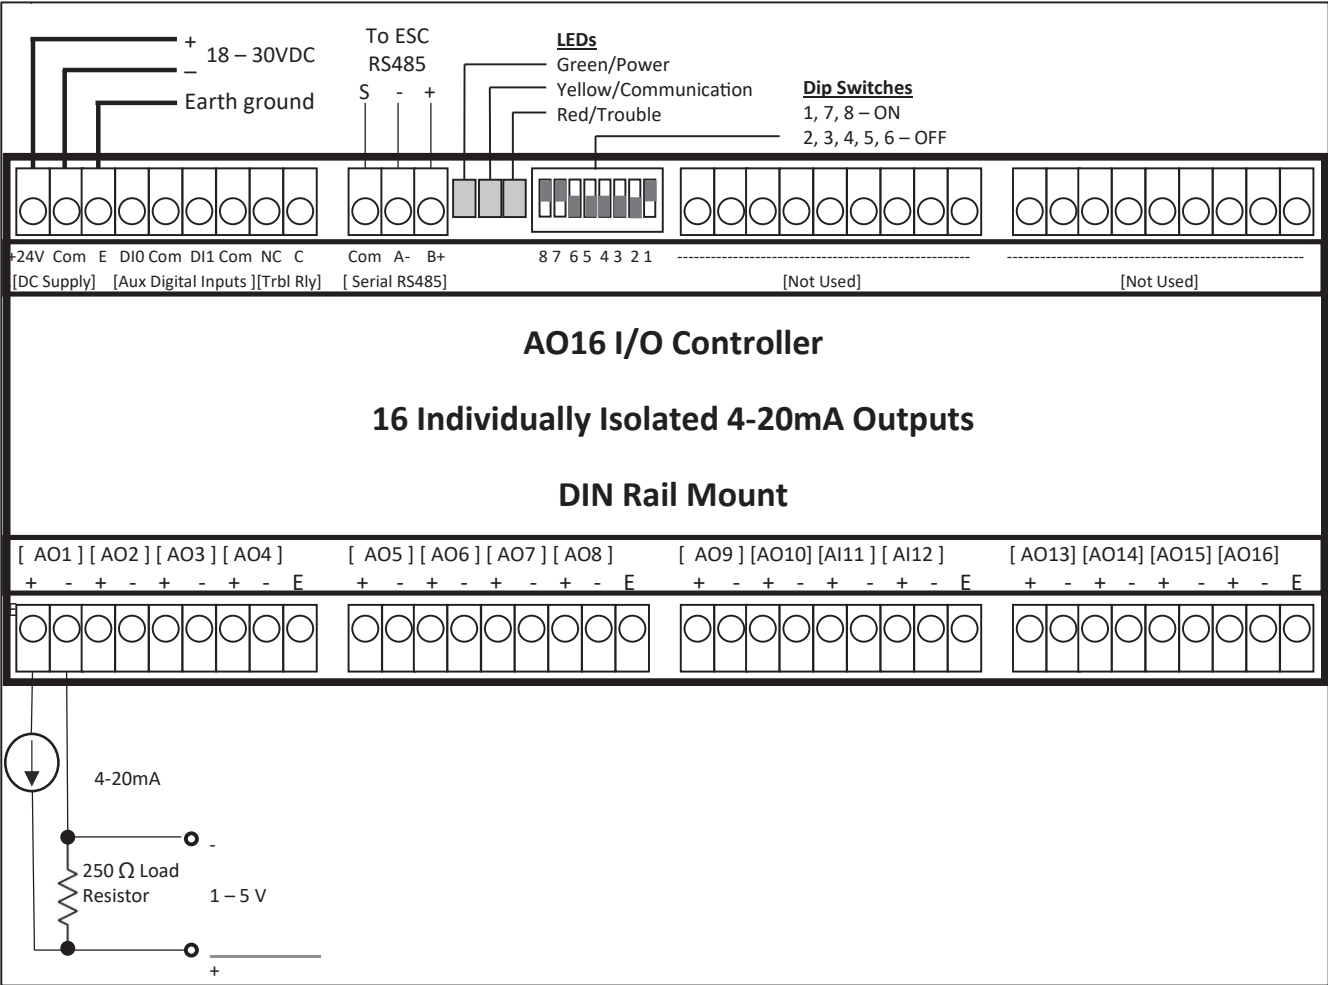 +
18 – 30VDC
–
Earth ground
To ESC
RS485
S - +
LEDs
Green/Power
Yellow/Communication
Red/Trouble
Dip Switches
1, 7, 8 – ON
2, 3, 4, 5, 6 – OFF
+24V Com E DI0 Com DI1 Com NC C
[DC Supply] [Aux Digital Inputs ][Trbl Rly]
Com A- B+
[ Serial RS485]
8 7 6 5 4 3 2 1
[Not Used]
[Not Used]
AO16 I/O Controller
16 Individually Isolated 4-20mA Outputs
DIN Rail Mount
[ AO1 ] [ AO2 ] [ AO3 ] [ AO4 ] [ AO5 ] [ AO6 ] [ AO7 ] [ AO8 ] [ AO9 ] [AO10] [AI11 ] [ AI12 ] [ AO13] [AO14] [AO15] [AO16]
+ - + - + - + - E + - + - + - + - E + - + - + - + - E + - + - + - + - E
E
4-20mA
-
250 Ω Load
Resistor
1 – 5 V
+